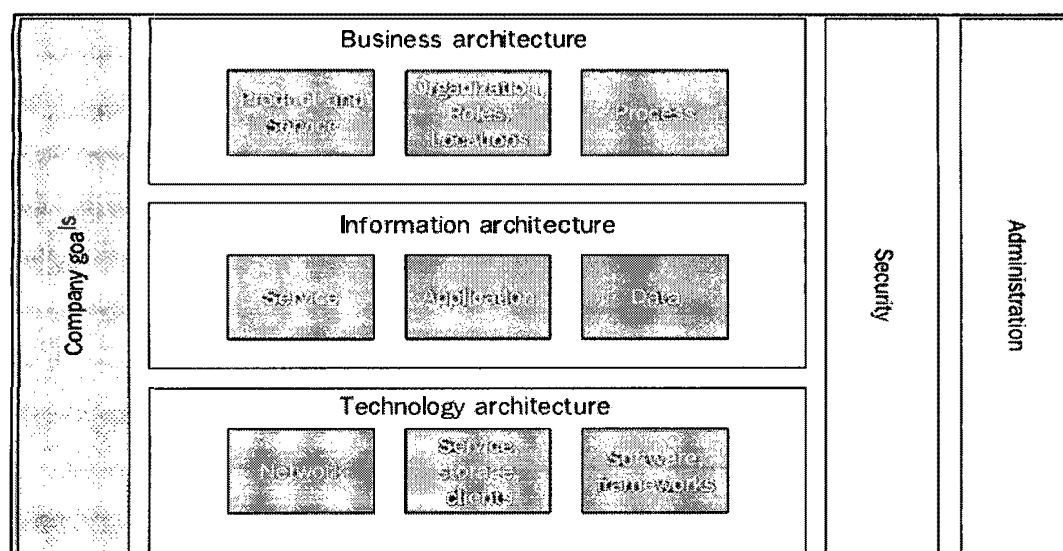 Business architecture
Product and
Service
Organization,
Roles,
Locations
Process
Company goals
Information architecture
Service
Application
Data
Security
Administration
Technology architecture
Network
Service
storage
clients
Software
frameworks